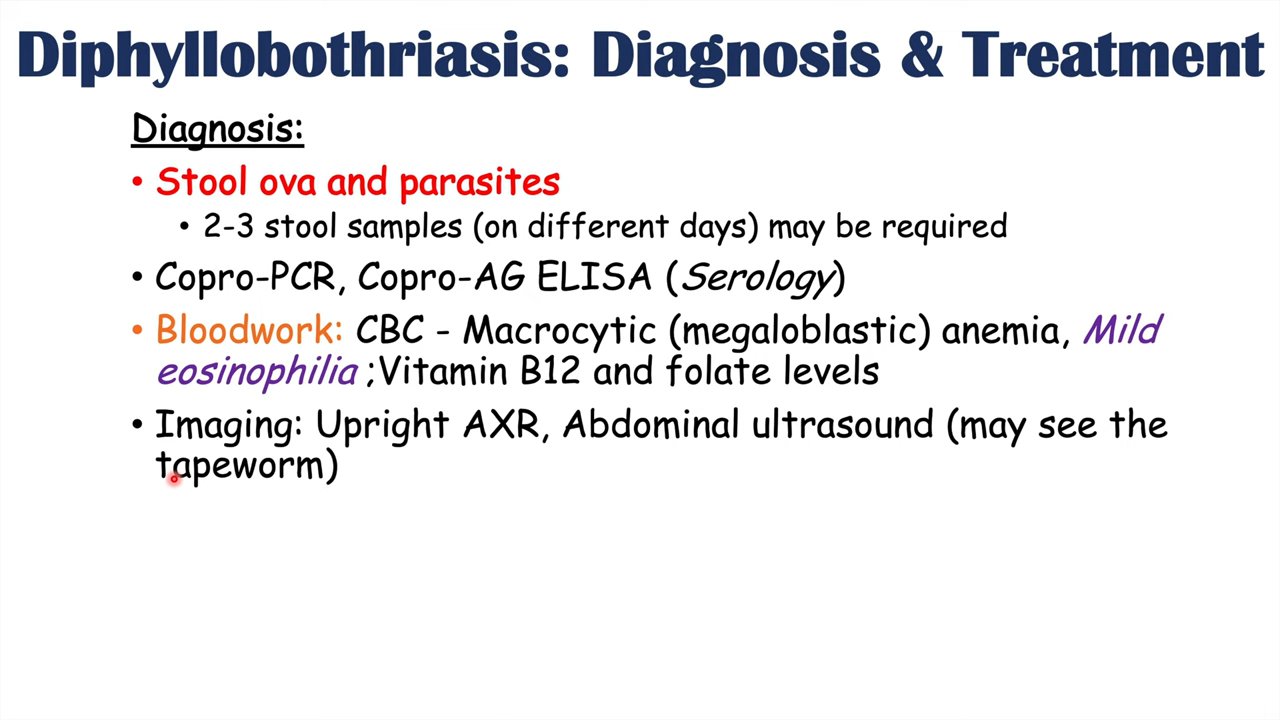 Diphyllobothriasis: Diagnosis & Treatment
Diagnosis:
• Stool ova and parasites
• 2-3 stool samples (on different days) may be required
• Copro-PCR, Copro-AG ELISA (Serology)
• Bloodwork: CBC - Macrocytic (megaloblastic) anemia, Mild
eosinophilia ;Vitamin B12 and folate levels
• Imaging: Upright AXR, Abdominal ultrasound (may see the
tapeworm)